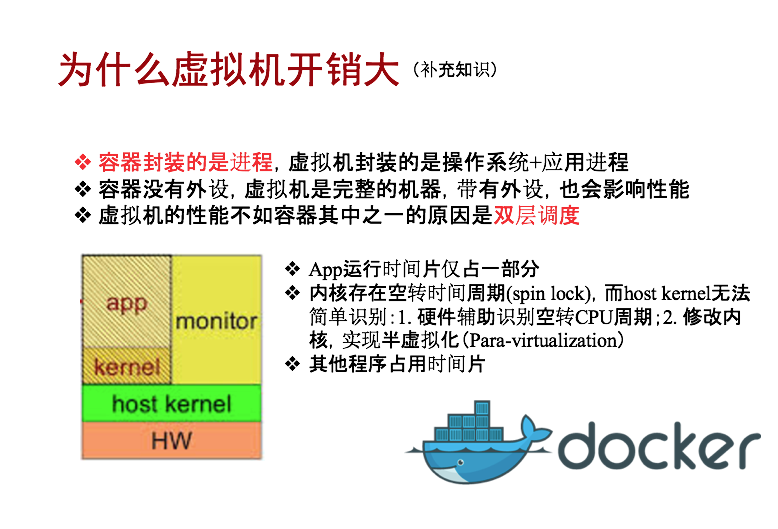 为什么虚拟机开销大（补充知识）
❖ 容器封装的是进程，虚拟机封装的是操作系统+应用进程
❖ 容器没有外设，虚拟机是完整的机器，带有外设，也会影响性能
❖ 虚拟机的性能不如容器其中之一的原因是双层调度
app
monitor
kernel
host kernel
HW
❖ App运行时间片仅占一部分
❖ 内核存在空转时间周期(spin lock)，而host kernel无法
简单识别：1. 硬件辅助识别空转CPU周期；2. 修改内
核，实现半虚拟化（Para-virtualization）
❖ 其他程序占用时间片
docker